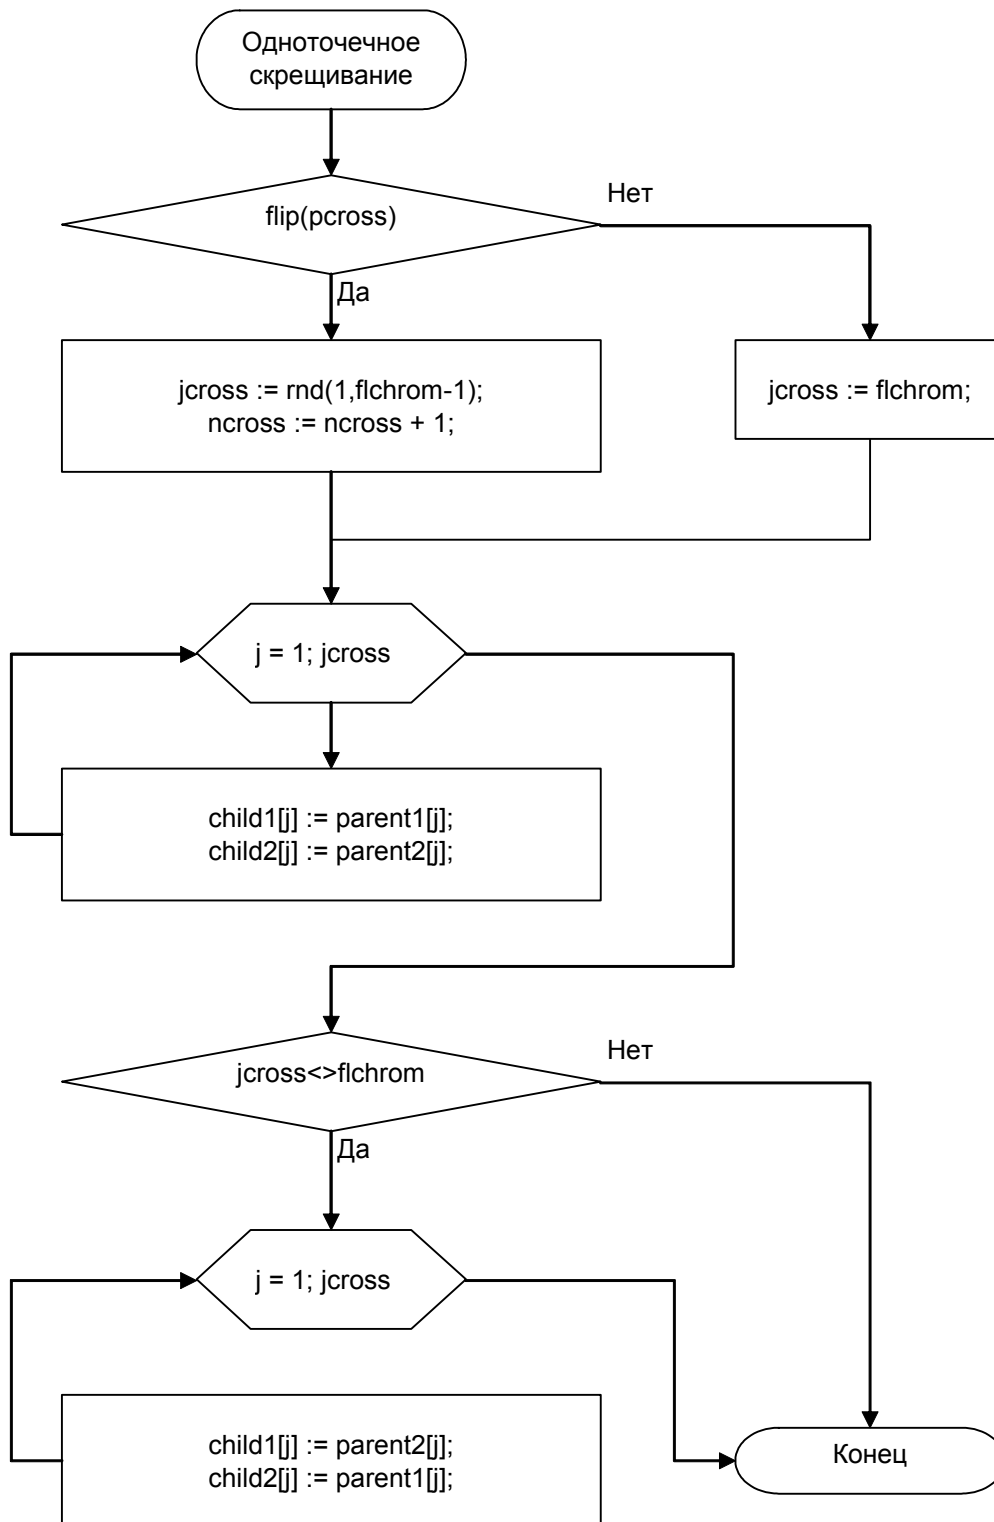 Одноточечное
скрещивание
flip(pcross)
Нет
Да
jcross := rnd(1,flchrom-1);
ncross := ncross + 1;
jcross := flchrom;
j = 1; jcross
child1[j] := parent1[j];
child2[j] := parent2[j];
jcross<>flchrom
Нет
Да
j = 1; jcross
child1[j] := parent2[j];
child2[j] := parent1[j];
Конец